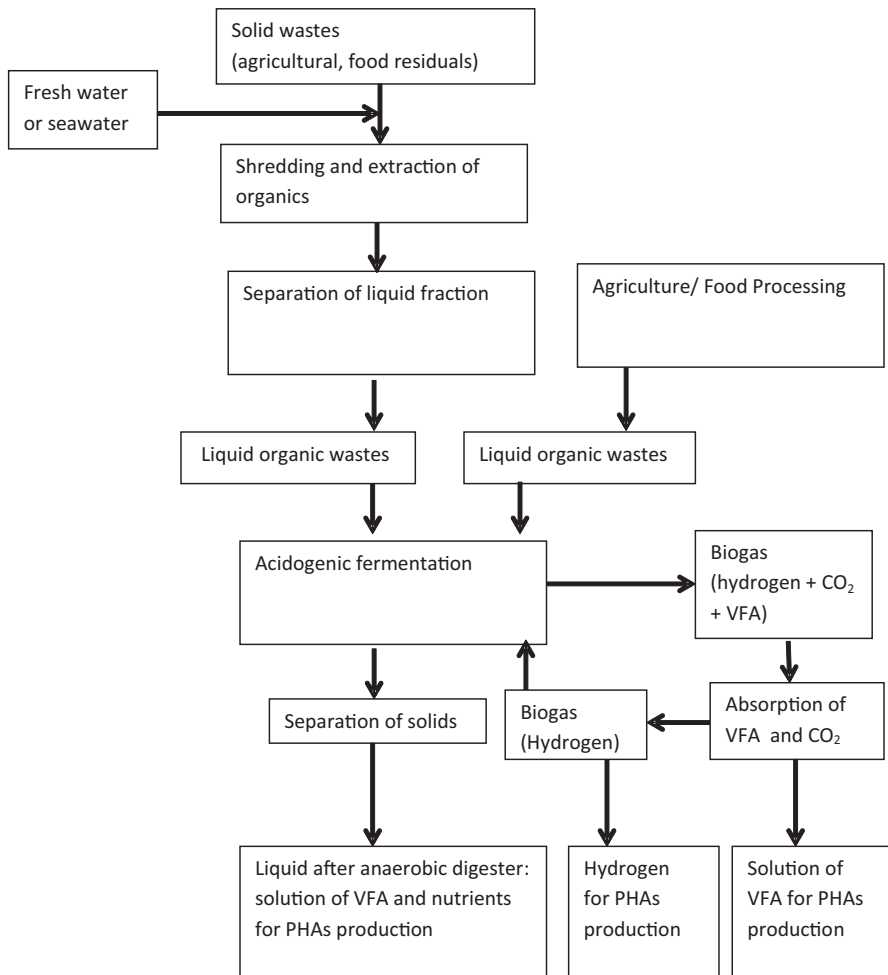 Solid wastes
(agricultural, food residuals)
Fresh water
or seawater
Shredding and extraction of
organics
Separation of liquid fraction
Agriculture/ Food Processing
Liquid organic wastes
Liquid organic wastes
Acidogenic fermentation
Biogas
(hydrogen + CO₂
+ VFA)
Separation of solids
Biogas
(Hydrogen)
Absorption of
VFA and CO₂
Liquid after anaerobic digester:
solution of VFA and nutrients
for PHAs production
Hydrogen
for PHAs
production
Solution of
VFA for PHAs
production